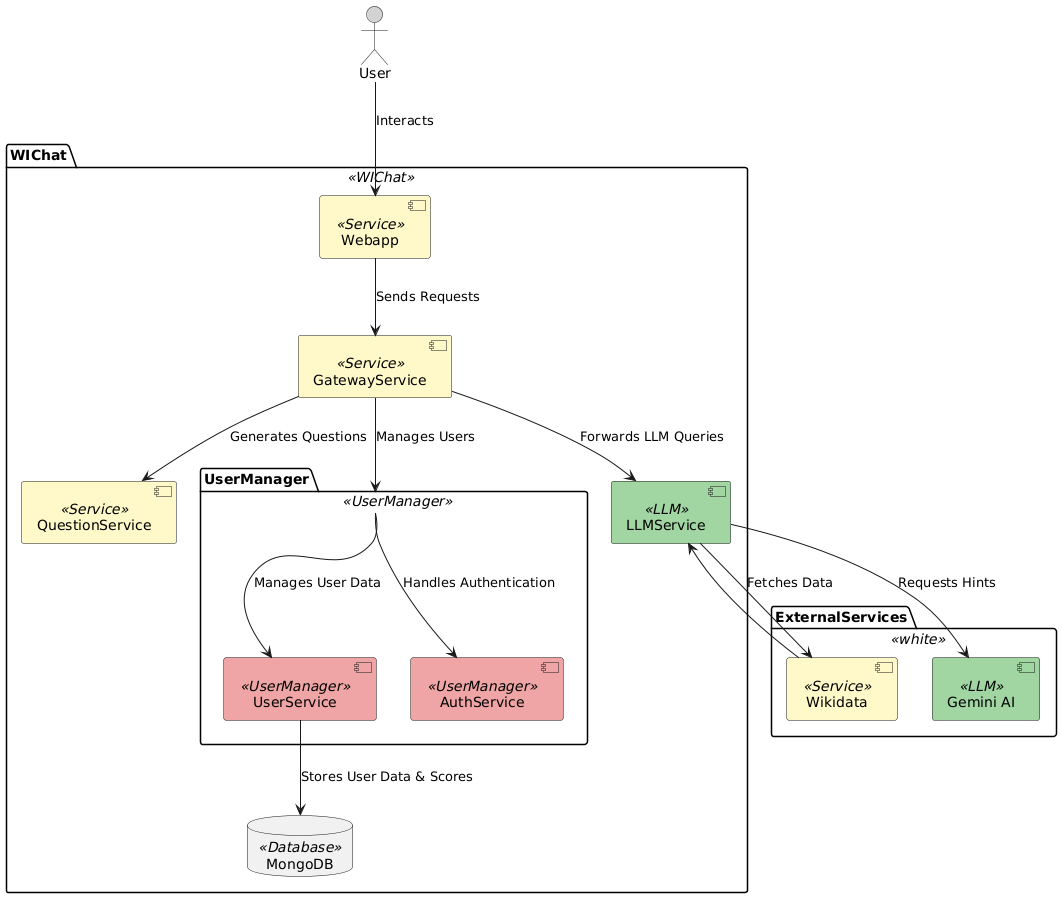 User
Interacts
WIChat
«WIChat»
«Service»
Webapp
Sends Requests
«Service»
GatewayService
Generates Questions
Manages Users
Forwards LLM Queries
UserManager
«UserManager»
«Service»
QuestionService
«LLM»
LLMService
Manages User Data
Handles Authentication
Fetches Data
Requests Hints
ExternalServices
«white»
«UserManager»
UserService
«UserManager»
AuthService
«Service»
Wikidata
«LLM»
Gemini AI
Stores User Data & Scores
«Database»
MongoDB